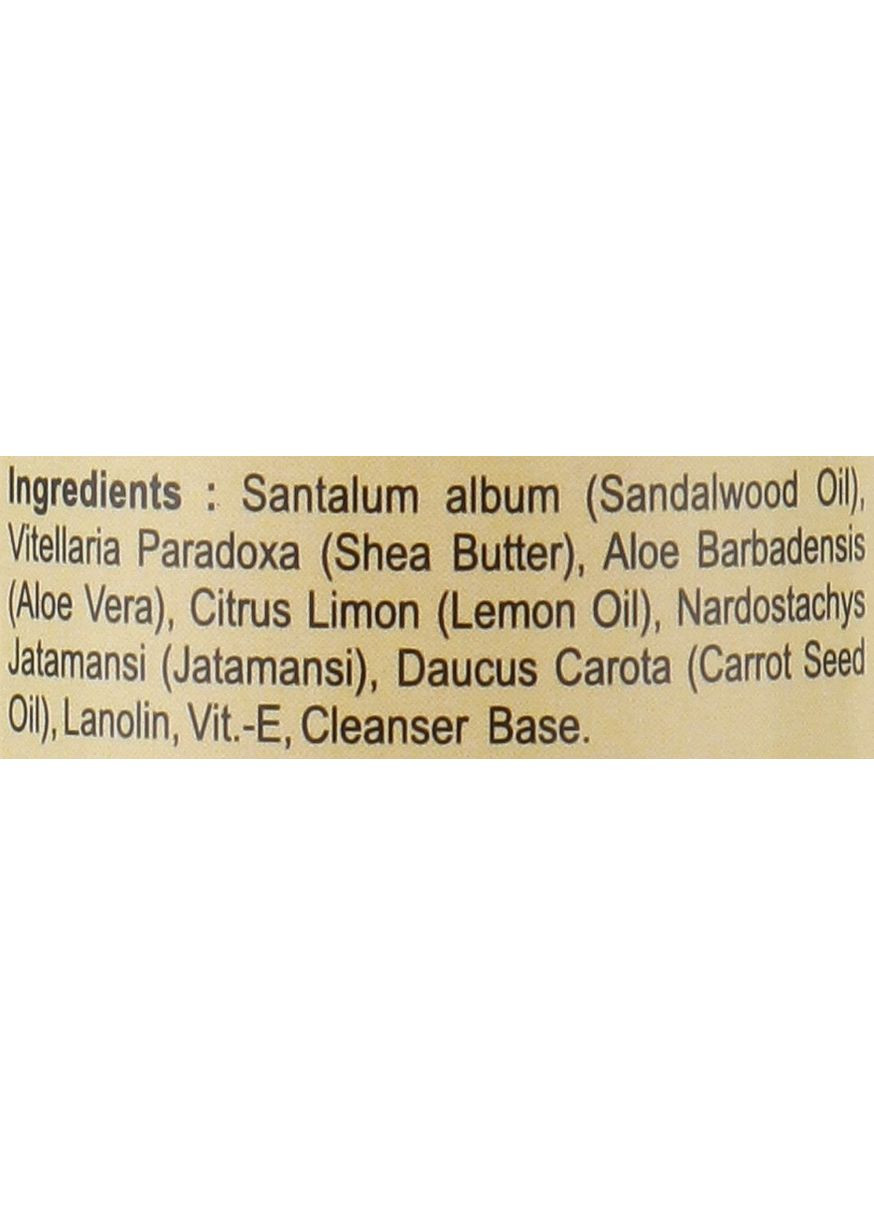 Ingredients : Santalum album (Sandalwood Oil),
Vitellaria Paradoxa (Shea Butter), Aloe Barbadensis
(Aloe Vera), Citrus Limon (Lemon Oil), Nardostachys
Jatamansi (Jatamansi), Daucus Carota (Carrot Seed
Oil), Lanolin, Vit.-E, Cleanser Base.